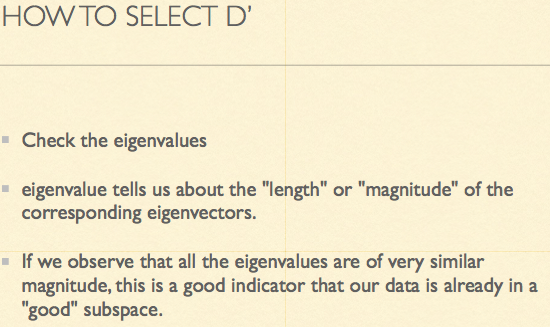 HOW TO SELECT D’
Check the eigenvalues
eigenvalue tells us about the "length" or "magnitude" of the
corresponding eigenvectors.
If we observe that all the eigenvalues are of very similar
magnitude, this is a good indicator that our data is already in a
"good" subspace.